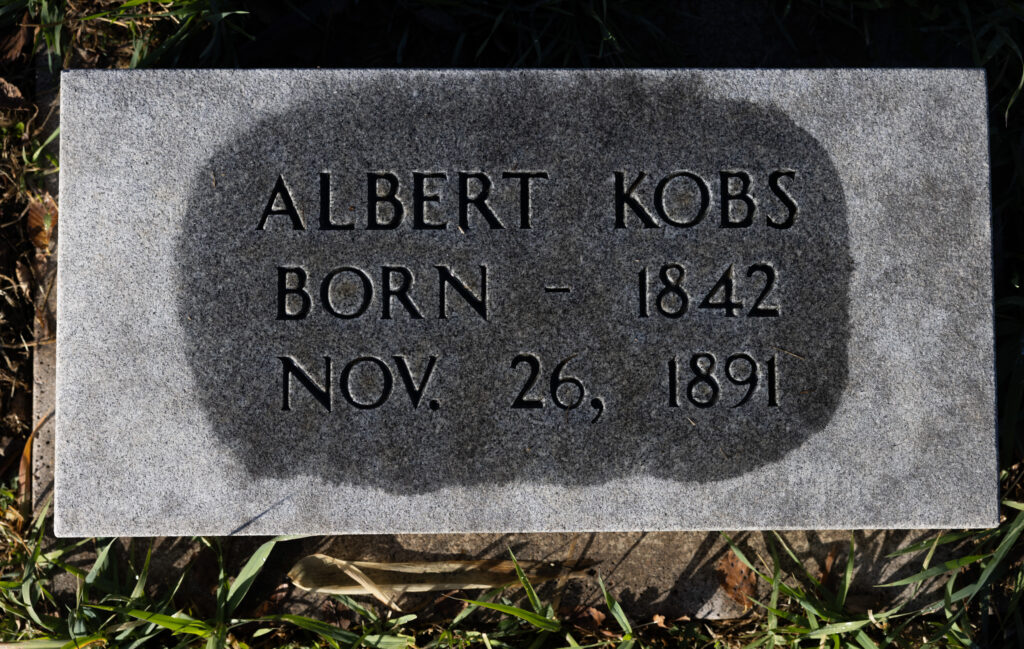 ALBERT KOBS
BORN - 1842
NOV. 26, 1891